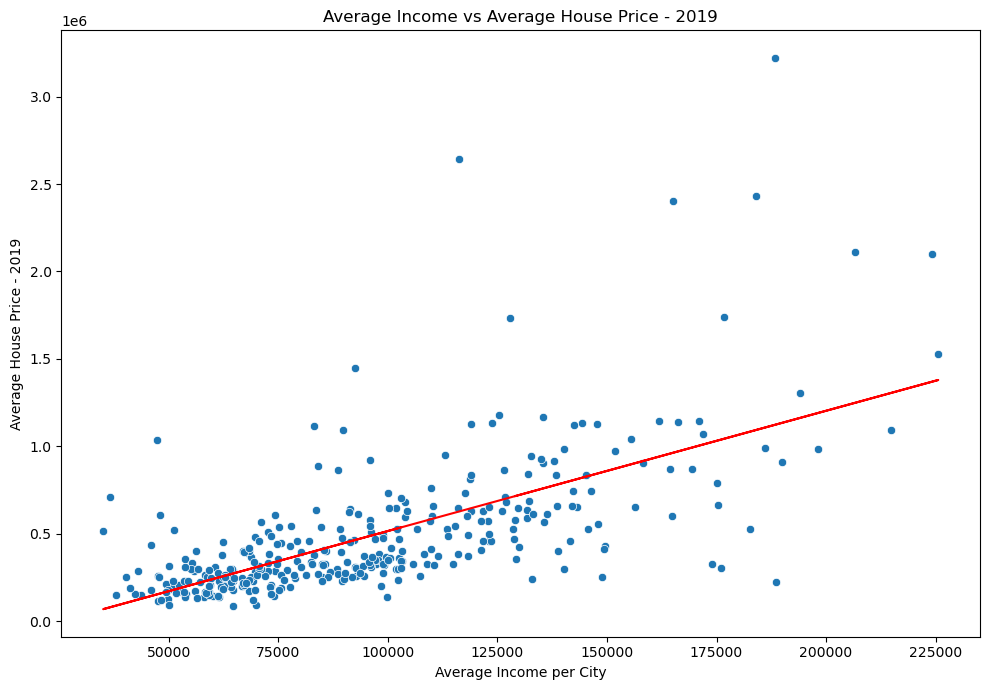 Average Income vs Average House Price - 2019
1e6
3.0
2.5
2.0
1.5
1.0
0.5
0.0
Average House Price - 2019
50000 75000 100000 125000 150000 175000 200000 225000
Average Income per City